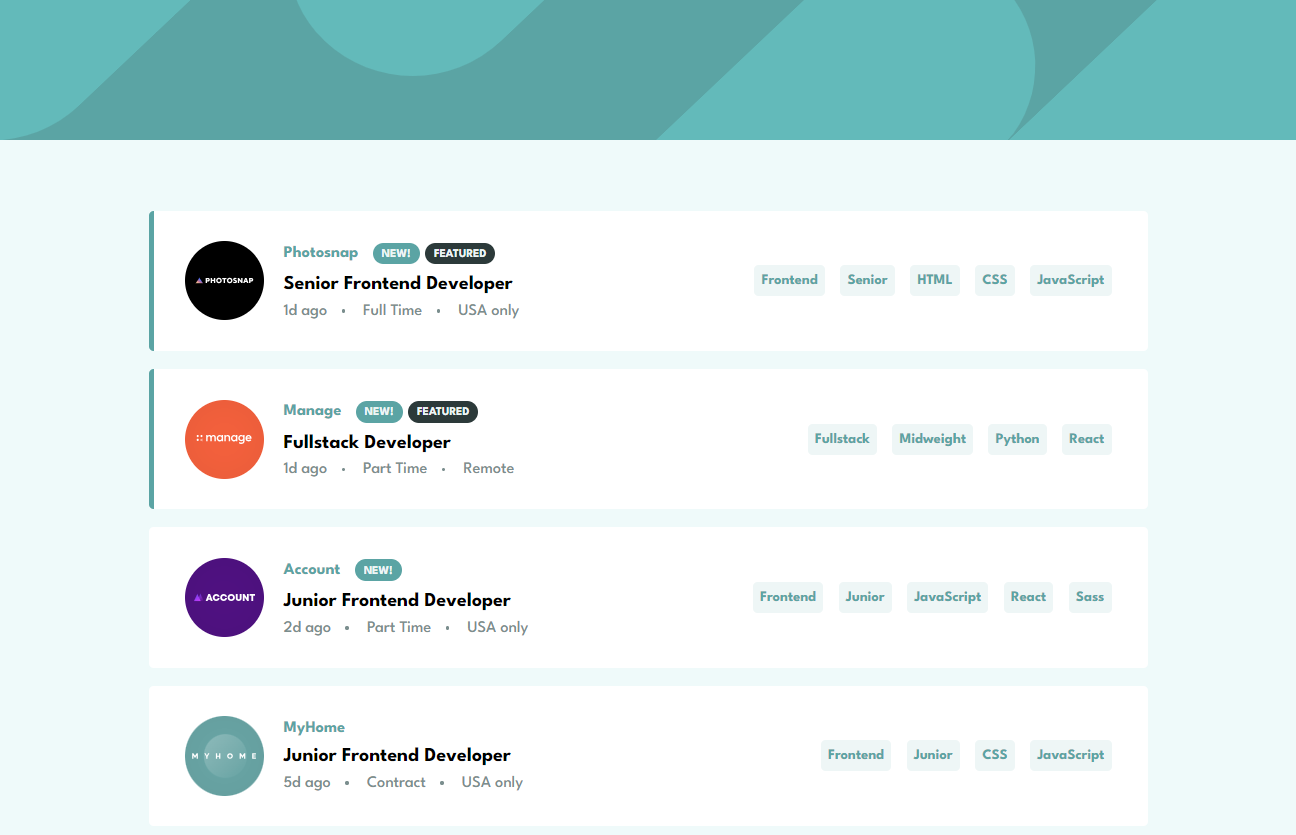 PHOTOSNAP
Photosnap NEW! FEATURED
Senior Frontend Developer
1d ago • Full Time • USA only
Frontend Senior HTML CSS JavaScript
manage
Manage NEW! FEATURED
Fullstack Developer
1d ago • Part Time • Remote
Fullstack Midweight Python React
ACCOUNT
Account NEW!
Junior Frontend Developer
2d ago • Part Time • USA only
Frontend Junior JavaScript React Sass
MYHOME
MyHome
Junior Frontend Developer
5d ago • Contract • USA only
Frontend Junior CSS JavaScript